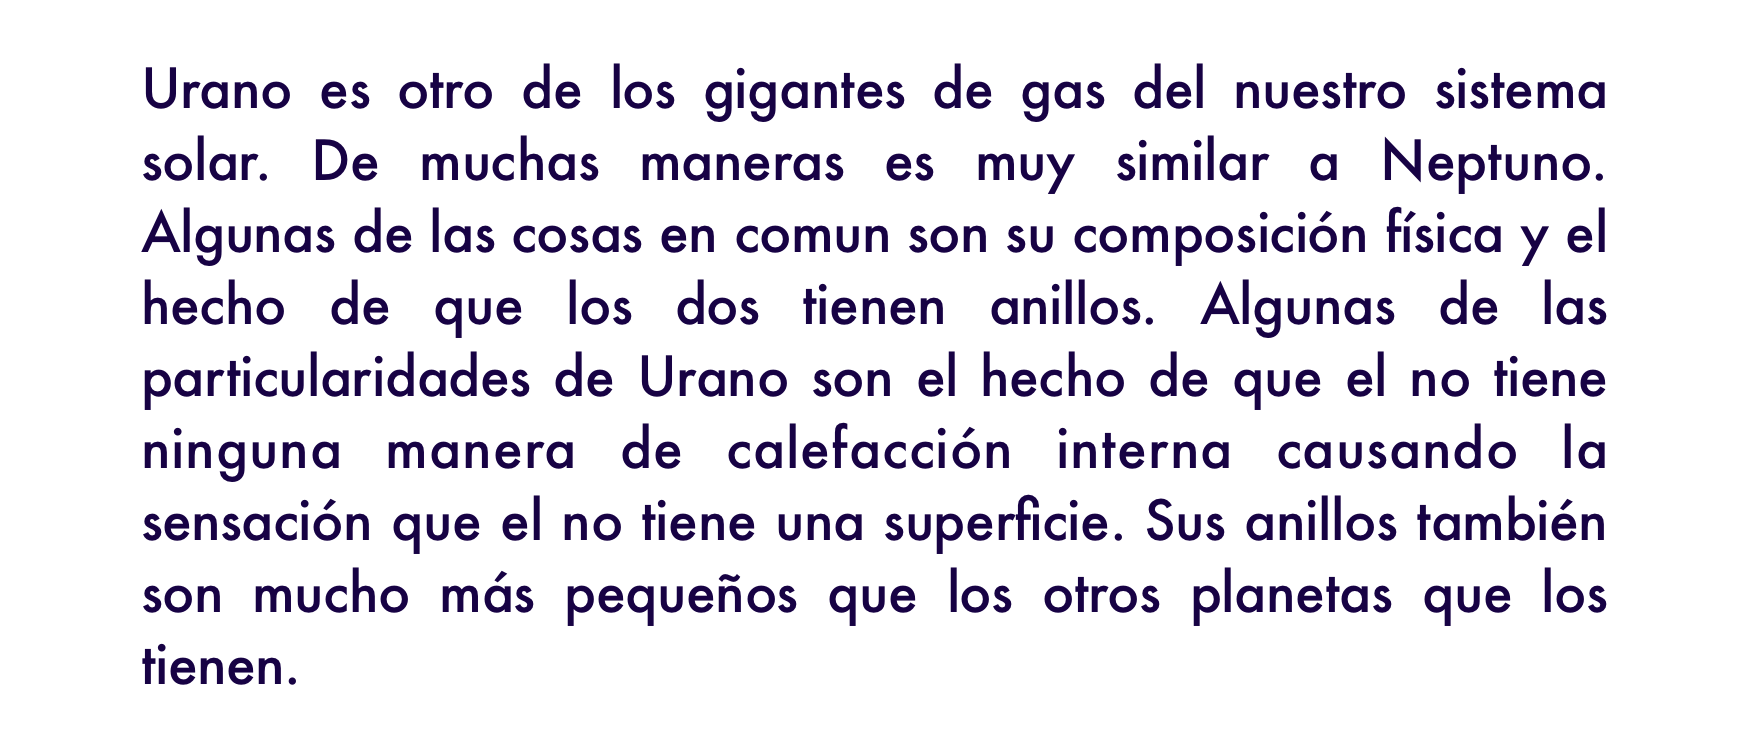 Urano es otro de los gigantes de gas del nuestro sistema
solar. De muchas maneras es muy similar a Neptuno.
Algunas de las cosas en comun son su composición física y el
hecho de que los dos tienen anillos. Algunas de las
particularidades de Urano son el hecho de que el no tiene
ninguna manera de calefacción interna causando la
sensación que el no tiene una superficie. Sus anillos también
son mucho más pequeños que los otros planetas que los
tienen.